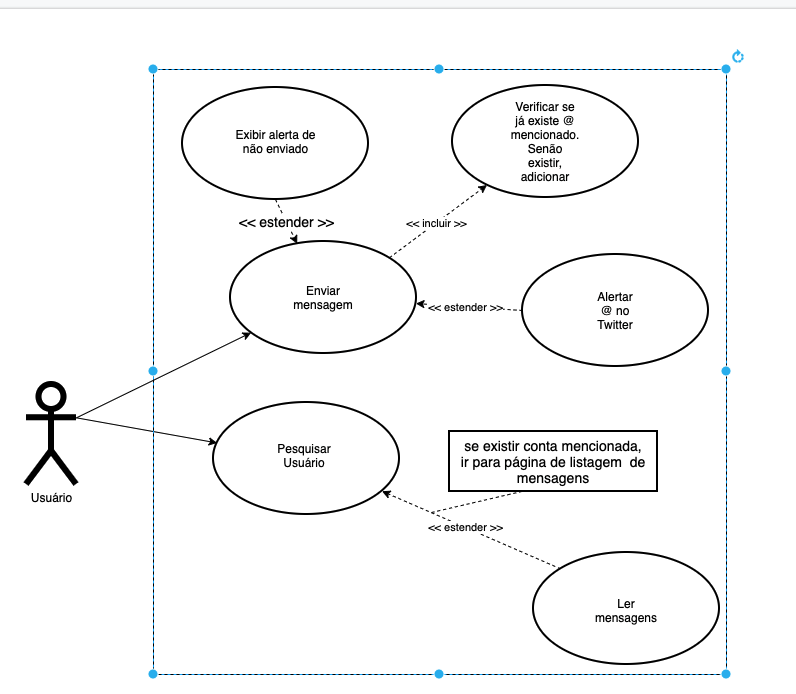 Exibir alerta de
não enviado
Verificar se
já existe @
mencionado.
Senão
existir,
adicionar
<< estender >>
<< incluir >>
Enviar
mensagem
<< estender >>
Alertar
@ no
Twitter
Usuário
Pesquisar
Usuário
se existir conta mencionada,
ir para página de listagem de
mensagens
<< estender >>
Ler
mensagens